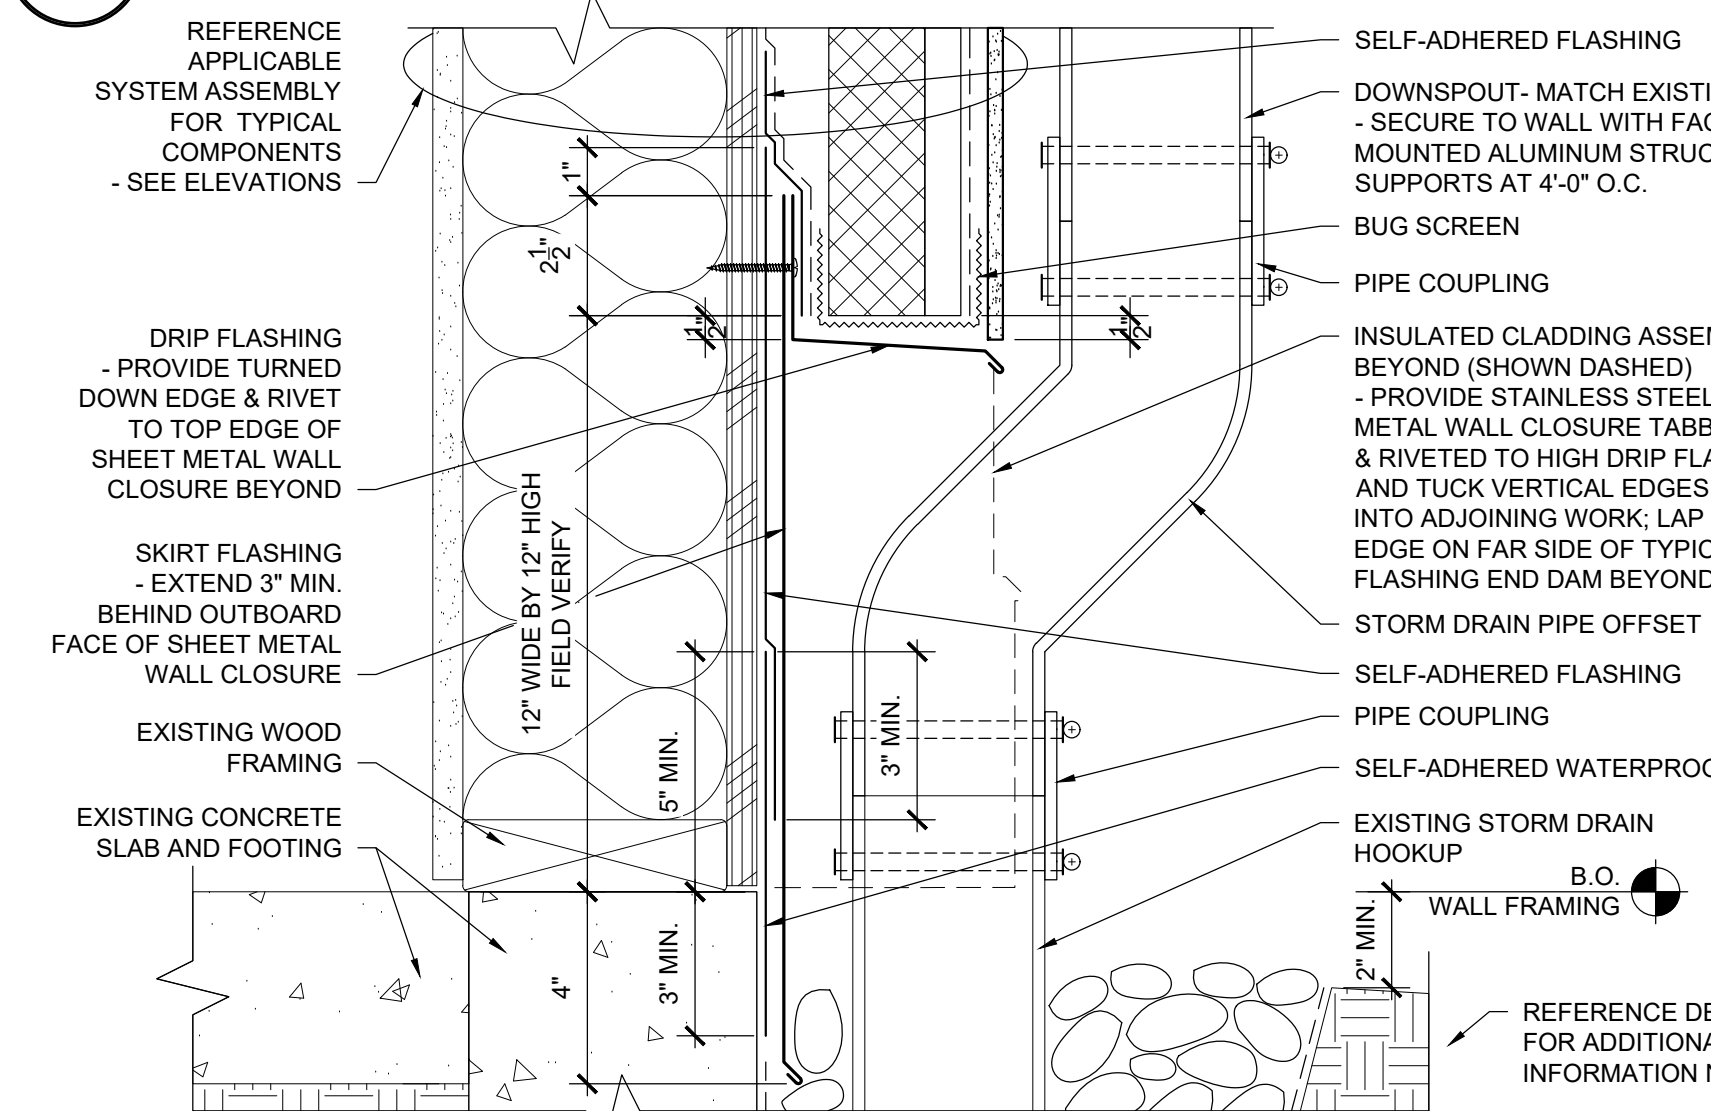 REFERENCE
APPLICABLE
SYSTEM ASSEMBLY
FOR TYPICAL
COMPONENTS
- SEE ELEVATIONS
DRIP FLASHING
- PROVIDE TURNED
DOWN EDGE & RIVET
TO TOP EDGE OF
SHEET METAL WALL
CLOSURE BEYOND
SKIRT FLASHING
- EXTEND 3" MIN.
BEHIND OUTBOARD
FACE OF SHEET METAL
WALL CLOSURE
EXISTING WOOD
FRAMING
EXISTING CONCRETE
SLAB AND FOOTING
1"
2 1/2"
1/2"
1/2"
12" WIDE BY 12" HIGH
FIELD VERIFY
5" MIN.
3" MIN.
4"
3" MIN.
SELF-ADHERED FLASHING
DOWNSPOUT- MATCH EXISTI
- SECURE TO WALL WITH FAC
MOUNTED ALUMINUM STRUC
SUPPORTS AT 4'-0" O.C.
BUG SCREEN
PIPE COUPLING
INSULATED CLADDING ASSEM
BEYOND (SHOWN DASHED)
- PROVIDE STAINLESS STEEL
METAL WALL CLOSURE TABB
& RIVETED TO HIGH DRIP FLA
AND TUCK VERTICAL EDGES
INTO ADJOINING WORK; LAP
EDGE ON FAR SIDE OF TYPIC
FLASHING END DAM BEYOND
STORM DRAIN PIPE OFFSET
SELF-ADHERED FLASHING
PIPE COUPLING
SELF-ADHERED WATERPROO
EXISTING STORM DRAIN
HOOKUP
B.O.
WALL FRAMING
2" MIN.
REFERENCE DE
FOR ADDITIONA
INFORMATION N